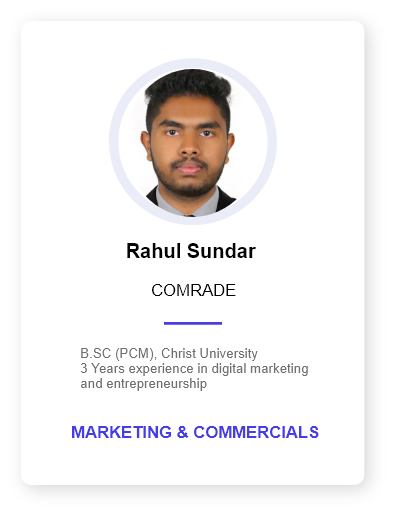 Rahul Sundar
COMRADE
B.SC (PCM), Christ University
3 Years experience in digital marketing
and entrepreneurship
MARKETING & COMMERCIALS